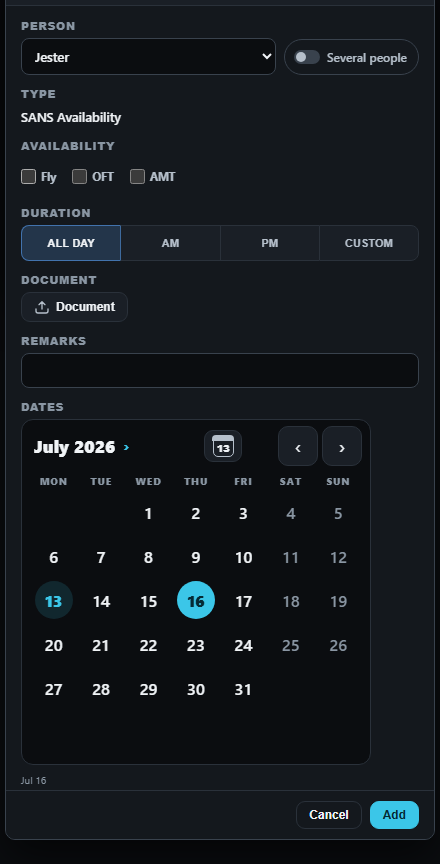 PERSON
Jester
Several people
TYPE
SANS Availability
AVAILABILITY
Fly OFT AMT
DURATION
ALL DAY AM PM CUSTOM
DOCUMENT
Document
REMARKS
DATES
July 2026 › 13 ‹ ›
MON TUE WED THU FRI SAT SUN
1 2 3 4 5
6 7 8 9 10 11 12
13 14 15 16 17 18 19
20 21 22 23 24 25 26
27 28 29 30 31
Jul 16
Cancel Add